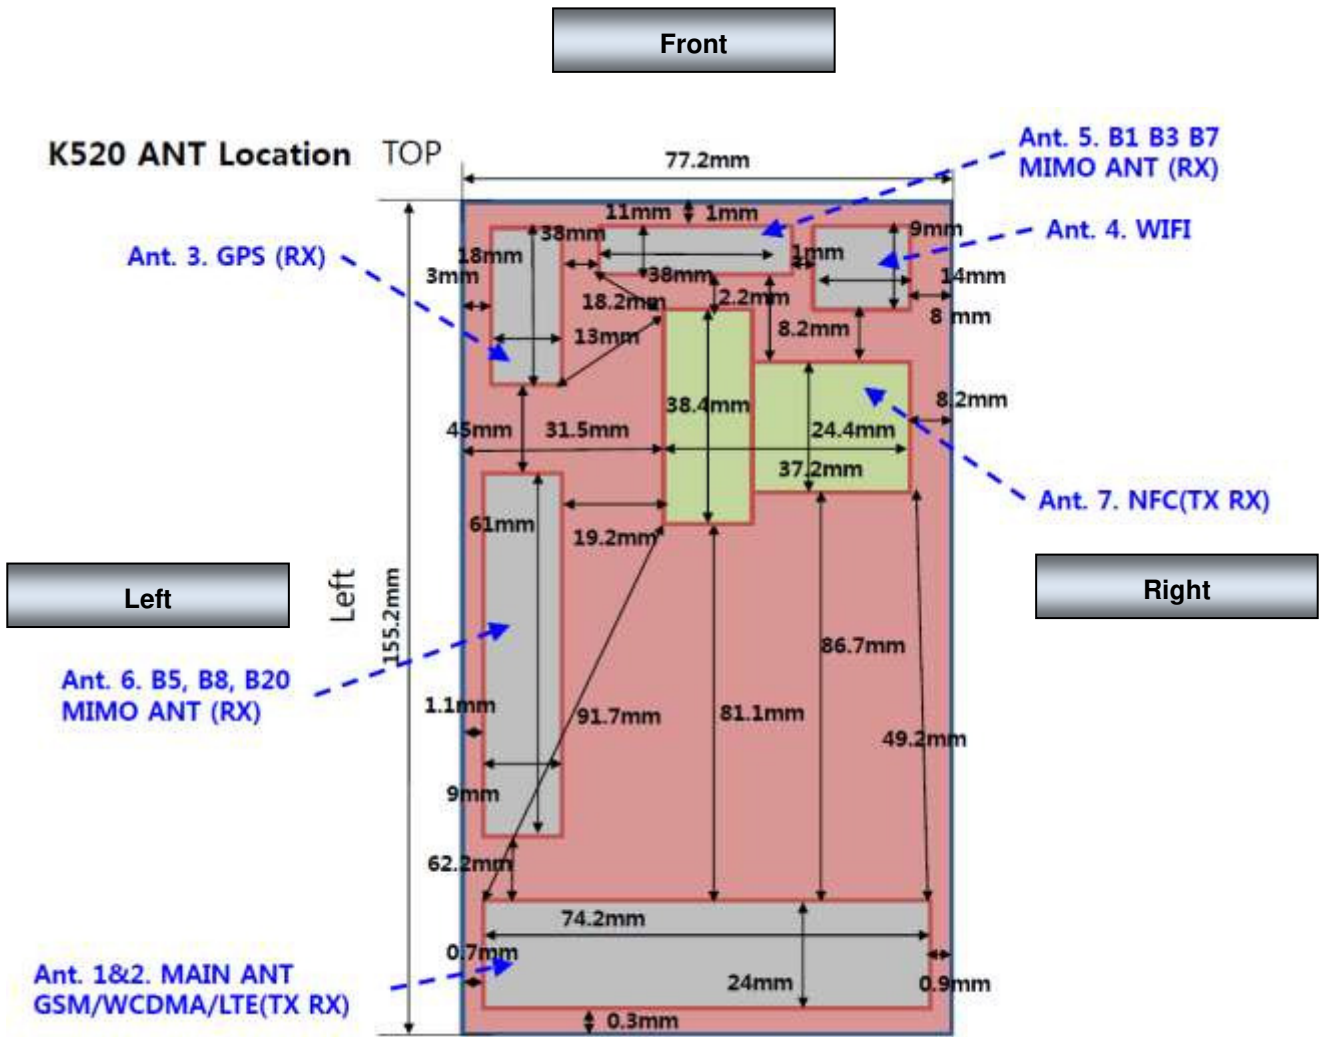 Front
K520 ANT Location
TOP
77.2mm
Ant. 5. B1 B3 B7
MIMO ANT (RX)
11mm
1mm
38mm
9mm
Ant. 4. WIFI
Ant. 3. GPS (RX)
18mm
3mm
38mm
1mm
14mm
18.2mm
2.2mm
8 mm
13mm
8.2mm
38.4mm
8.2mm
45mm
31.5mm
24.4mm
37.2mm
Ant. 7. NFC(TX RX)
61mm
19.2mm
Left
Left
155.2mm
Right
86.7mm
Ant. 6. B5, B8, B20
MIMO ANT (RX)
1.1mm
91.7mm
81.1mm
49.2mm
9mm
62.2mm
74.2mm
0.7mm
Ant. 1&2. MAIN ANT
GSM/WCDMA/LTE(TX RX)
24mm
0.9mm
0.3mm